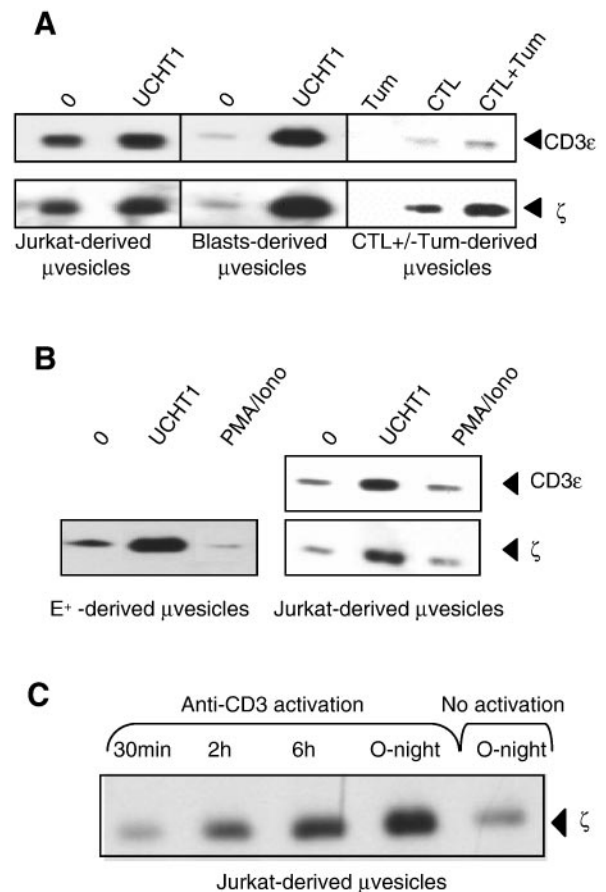 A
0 UCHT1 0 UCHT1 Tum CTL CTL+Tum
CD3ε
ζ
Jurkat-derived μvesicles
Blasts-derived μvesicles
CTL+/-Tum-derived μvesicles
B
0 UCHT1 PMA/Iono 0 UCHT1 PMA/Iono
CD3ε
ζ
E+ -derived μvesicles Jurkat-derived μvesicles
C
Anti-CD3 activation No activation
30min 2h 6h O-night O-night
ζ
Jurkat-derived μvesicles